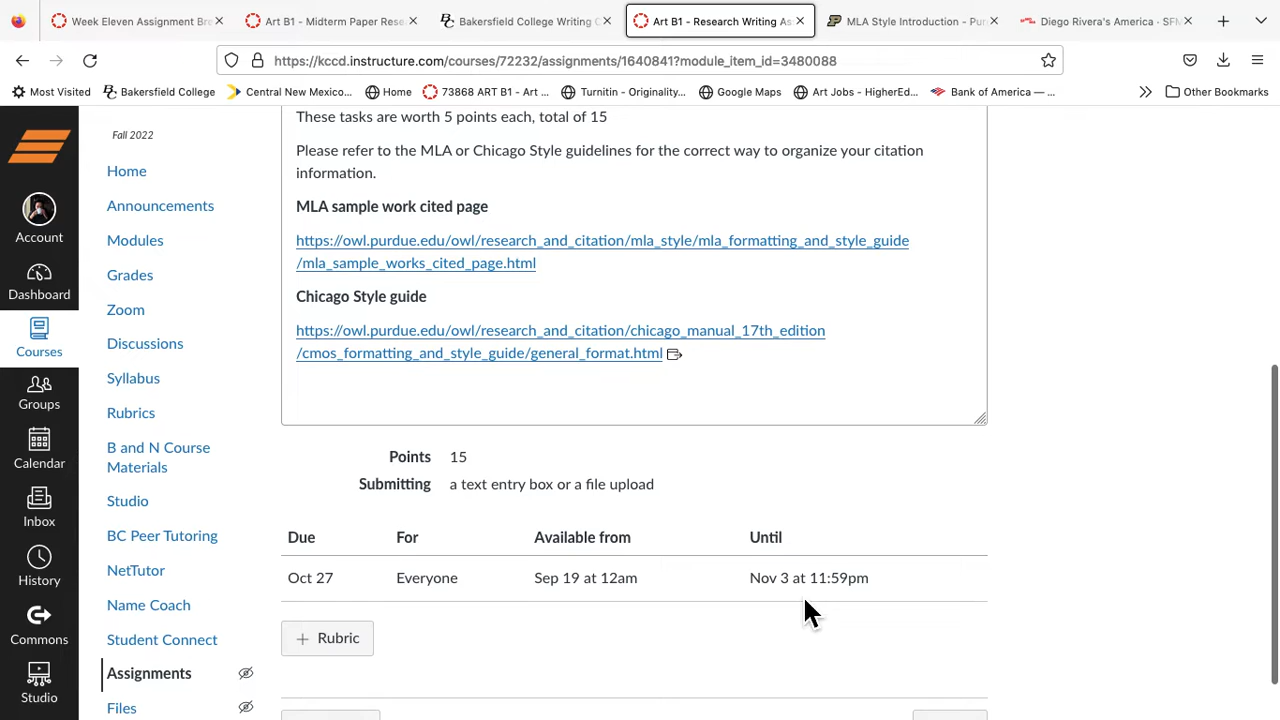 Week Eleven Assignment Br
Art B1 - Midterm Paper Resea
Bakersfield College Writing C
Art B1 - Research Writing As
MLA Style Introduction - Pur
Diego Rivera's America - SFM
https://kccd.instructure.com/courses/72232/assignments/1640841?module_item_id=3480088
Most Visited
Bakersfield College
Central New Mexico...
Home
73868 ART B1 - Art ...
Turnitin - Originality...
Google Maps
Art Jobs - HigherEd...
Bank of America — ...
Other Bookmarks
Account
Dashboard
Courses
Groups
Calendar
Inbox
History
Commons
Studio
Fall 2022
Home
Announcements
Modules
Grades
Zoom
Discussions
Syllabus
Rubrics
B and N Course
Materials
Studio
BC Peer Tutoring
NetTutor
Name Coach
Student Connect
Assignments
Files
These tasks are worth 5 points each, total of 15
Please refer to the MLA or Chicago Style guidelines for the correct way to organize your citation
information.
MLA sample work cited page
https://owl.purdue.edu/owl/research_and_citation/mla_style/mla_formatting_and_style_guide
/mla_sample_works_cited_page.html
Chicago Style guide
https://owl.purdue.edu/owl/research_and_citation/chicago_manual_17th_edition
/cmos_formatting_and_style_guide/general_format.html
Points 15
Submitting a text entry box or a file upload
Due For Available from Until
Oct 27 Everyone Sep 19 at 12am Nov 3 at 11:59pm
+ Rubric